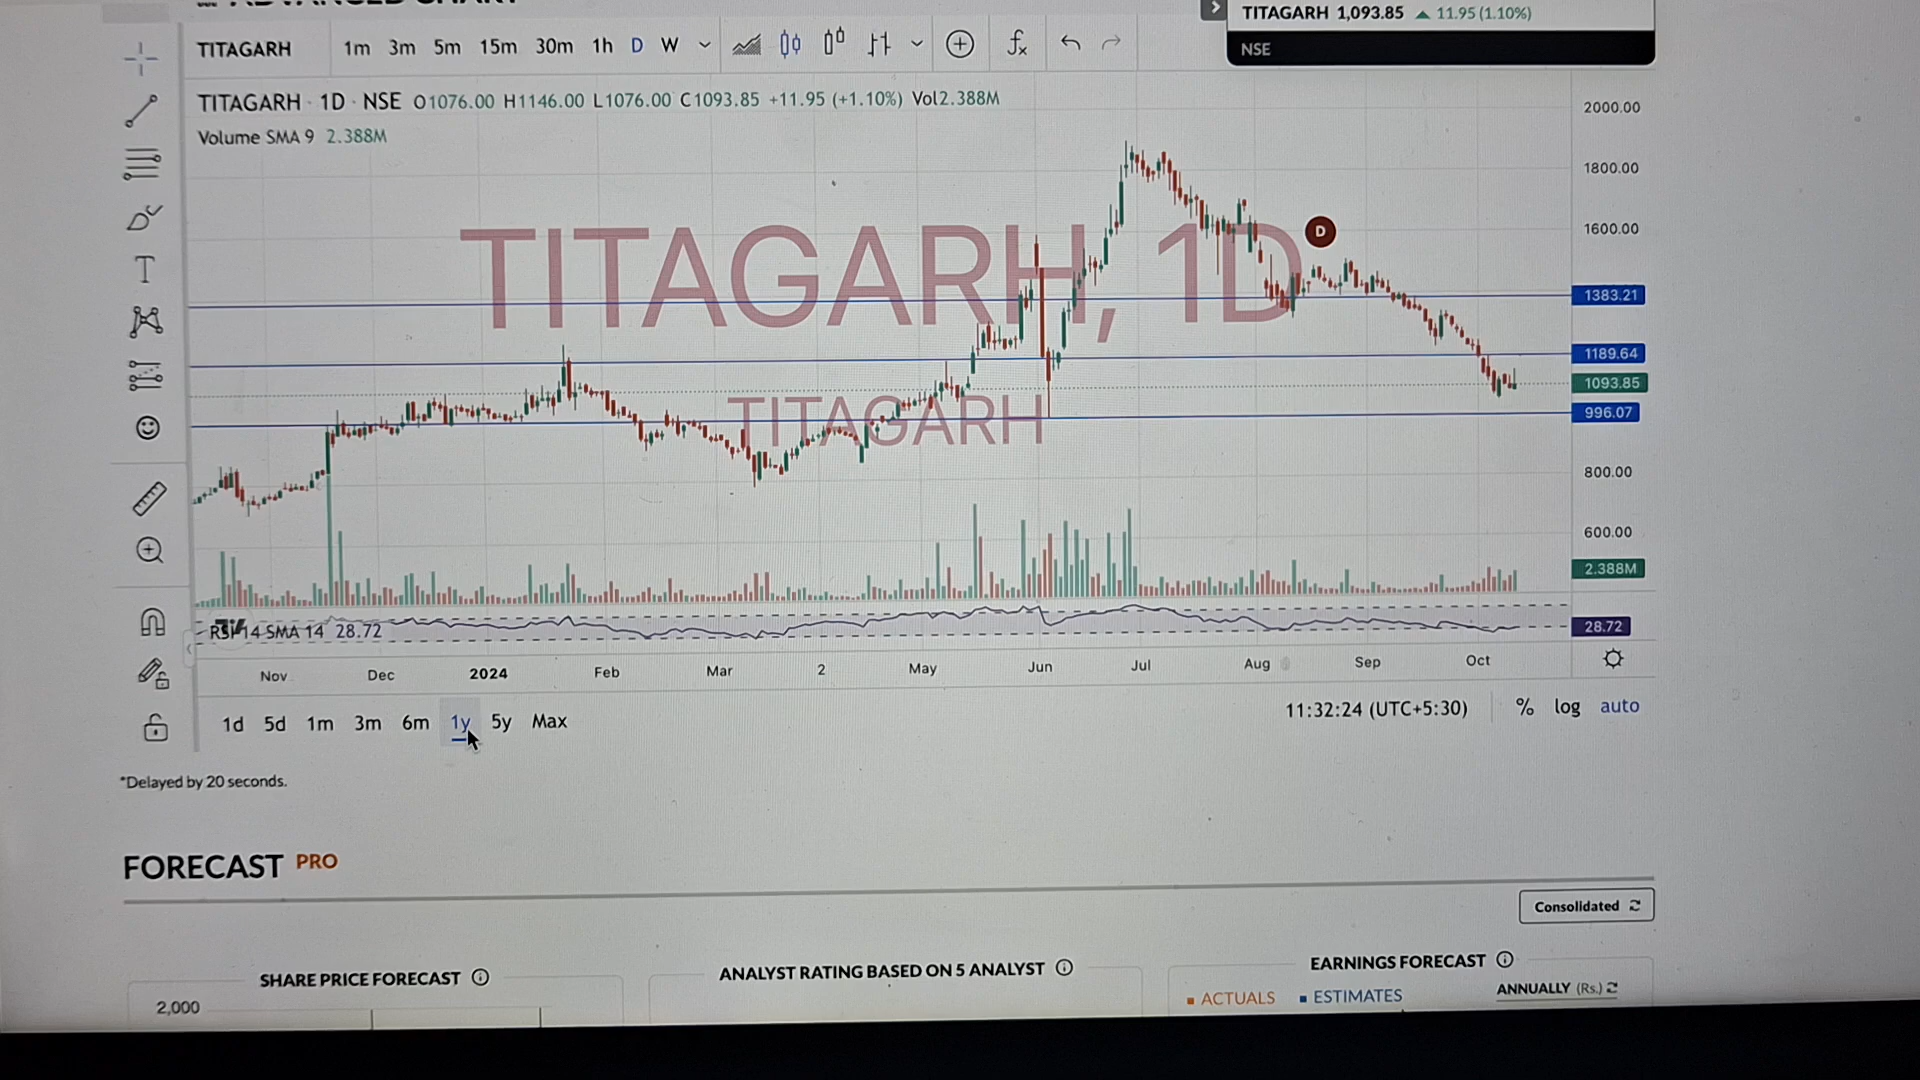 TITAGARH 1,093.85 ▲ 11.95 (1.10%)
NSE
TITAGARH 1m 3m 5m 15m 30m 1h D W
TITAGARH · 1D · NSE O1076.00 H1146.00 L1076.00 C1093.85 +11.95 (+1.10%) Vol2.388M
Volume SMA 9 2.388M
2000.00
1800.00
1600.00
TITAGARH, 1D
D
1383.21
1189.64
1093.85
996.07
TITAGARH
800.00
600.00
2.388M
RSI 14 SMA 14 28.72
28.72
Nov Dec 2024 Feb Mar 2 May Jun Jul Aug Sep Oct
1d 5d 1m 3m 6m 1y 5y Max
11:32:24 (UTC+5:30) % log auto
*Delayed by 20 seconds.
FORECAST PRO
Consolidated
SHARE PRICE FORECAST
2,000
ANALYST RATING BASED ON 5 ANALYST
EARNINGS FORECAST
ACTUALS ESTIMATES ANNUALLY (Rs.)